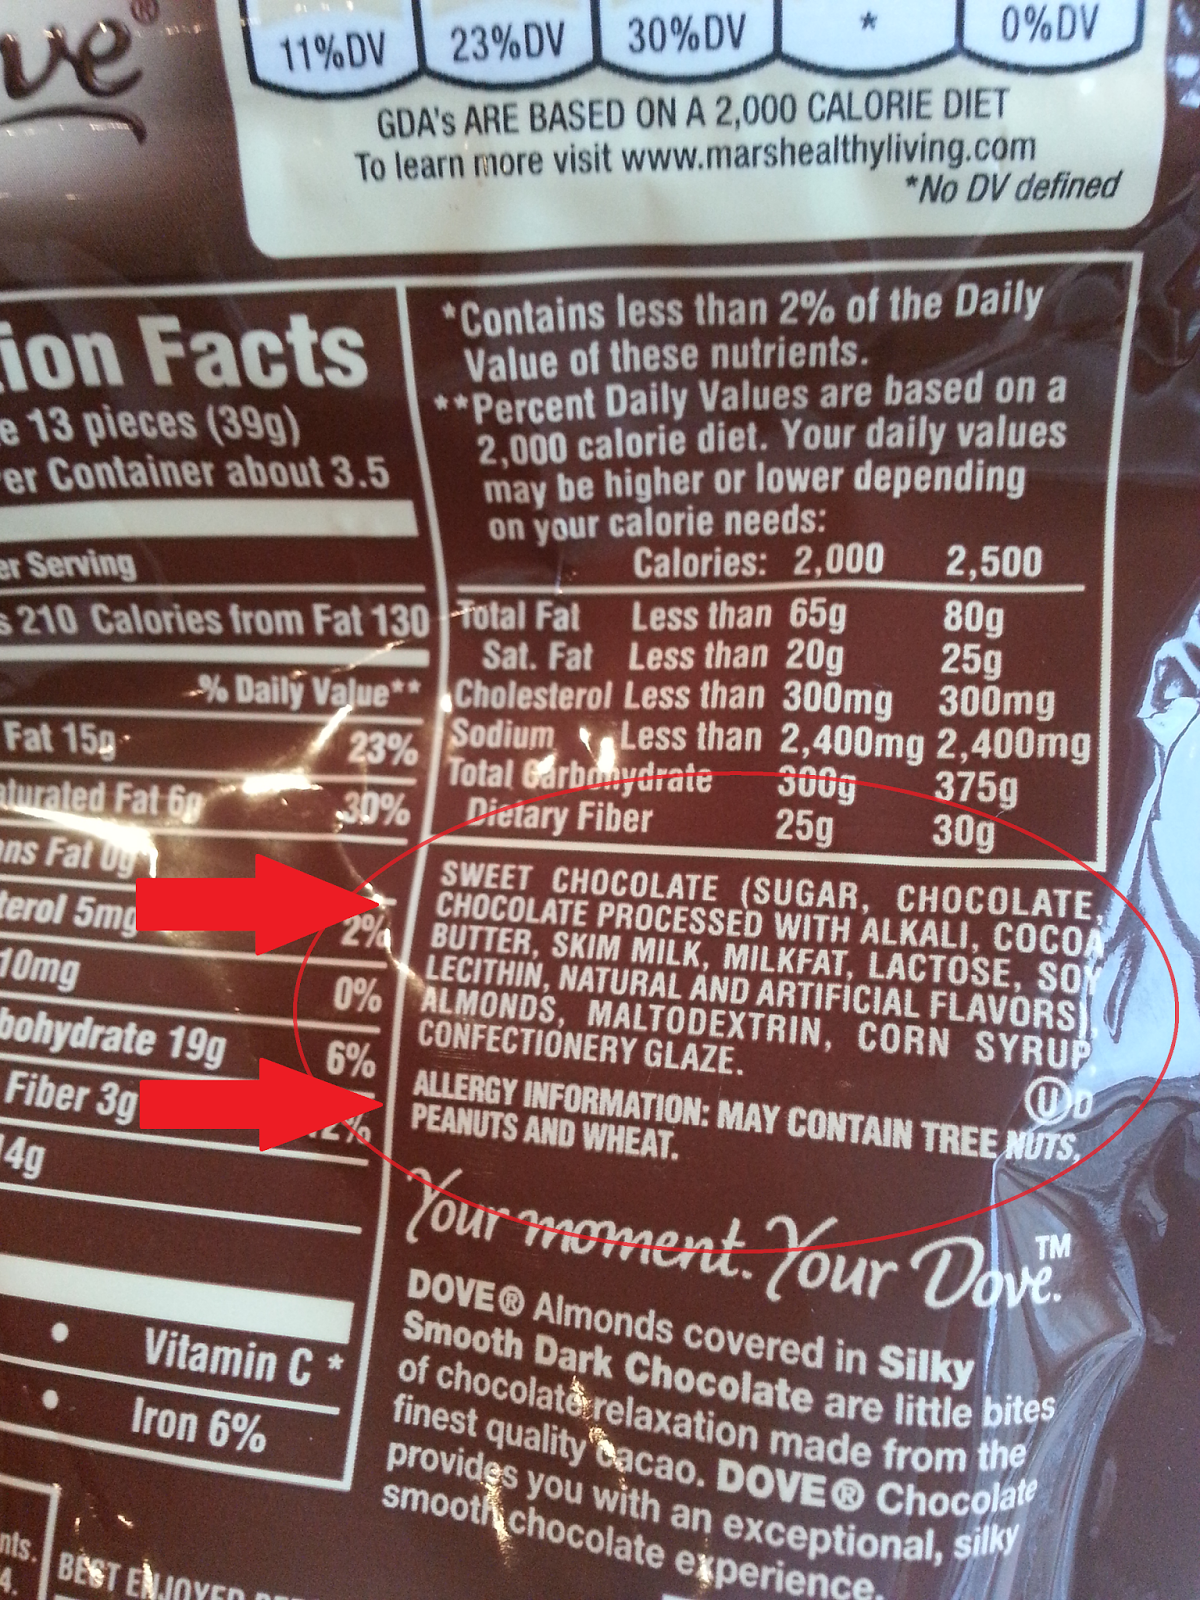 ve®
11%DV 23%DV 30%DV * 0%DV
GDA's ARE BASED ON A 2,000 CALORIE DIET
To learn more visit www.marshealthyliving.com
*No DV defined
ion Facts
e 13 pieces (39g)
er Container about 3.5
er Serving
s 210 Calories from Fat 130
% Daily Value**
Fat 15g 23%
aturated Fat 6g 30%
ans Fat 0g
terol 5mg 2%
10mg 0%
bohydrate 19g 6%
Fiber 3g 12%
14g
• Vitamin C *
• Iron 6%
nts.
4.
BEST ENJOYED
*Contains less than 2% of the Daily
Value of these nutrients.
**Percent Daily Values are based on a
2,000 calorie diet. Your daily values
may be higher or lower depending
on your calorie needs:
Calories: 2,000 2,500
Total Fat Less than 65g 80g
Sat. Fat Less than 20g 25g
Cholesterol Less than 300mg 300mg
Sodium Less than 2,400mg 2,400mg
Total Carbohydrate 300g 375g
Dietary Fiber 25g 30g
SWEET CHOCOLATE (SUGAR, CHOCOLATE,
CHOCOLATE PROCESSED WITH ALKALI, COCOA
BUTTER, SKIM MILK, MILKFAT, LACTOSE, SOY
LECITHIN, NATURAL AND ARTIFICIAL FLAVORS),
ALMONDS, MALTODEXTRIN, CORN SYRUP,
CONFECTIONERY GLAZE.
Ⓤ D
ALLERGY INFORMATION: MAY CONTAIN TREE NUTS,
PEANUTS AND WHEAT.
Your moment. Your Dove.™
DOVE® Almonds covered in Silky
Smooth Dark Chocolate are little bites
of chocolate relaxation made from the
finest quality cacao. DOVE® Chocolate
provides you with an exceptional, silky
smooth chocolate experience.